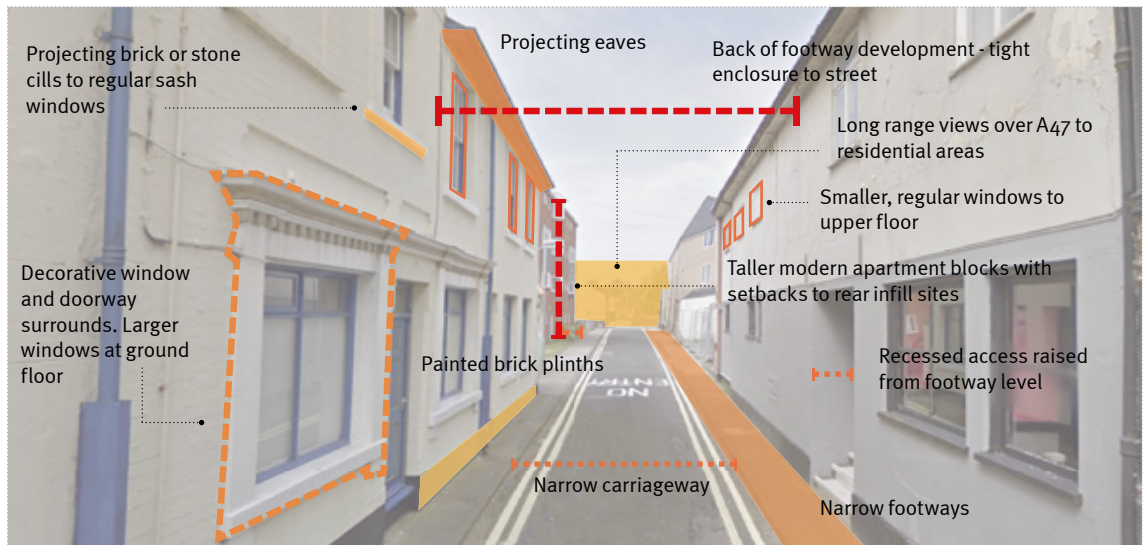 Projecting brick or stone
cills to regular sash
windows
Projecting eaves
Back of footway development - tight
enclosure to street
Long range views over A47 to
residential areas
Smaller, regular windows to
upper floor
Decorative window
and doorway
surrounds. Larger
windows at ground
floor
Taller modern apartment blocks with
setbacks to rear infill sites
Painted brick plinths
Recessed access raised
from footway level
NO
ENTRY
Narrow carriageway
Narrow footways